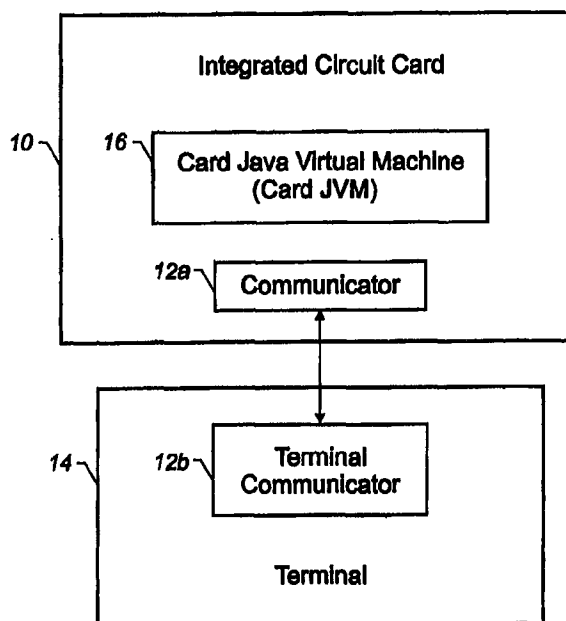 Integrated Circuit Card
10
16
Card Java Virtual Machine
(Card JVM)
12a
Communicator
14
12b
Terminal
Communicator
Terminal